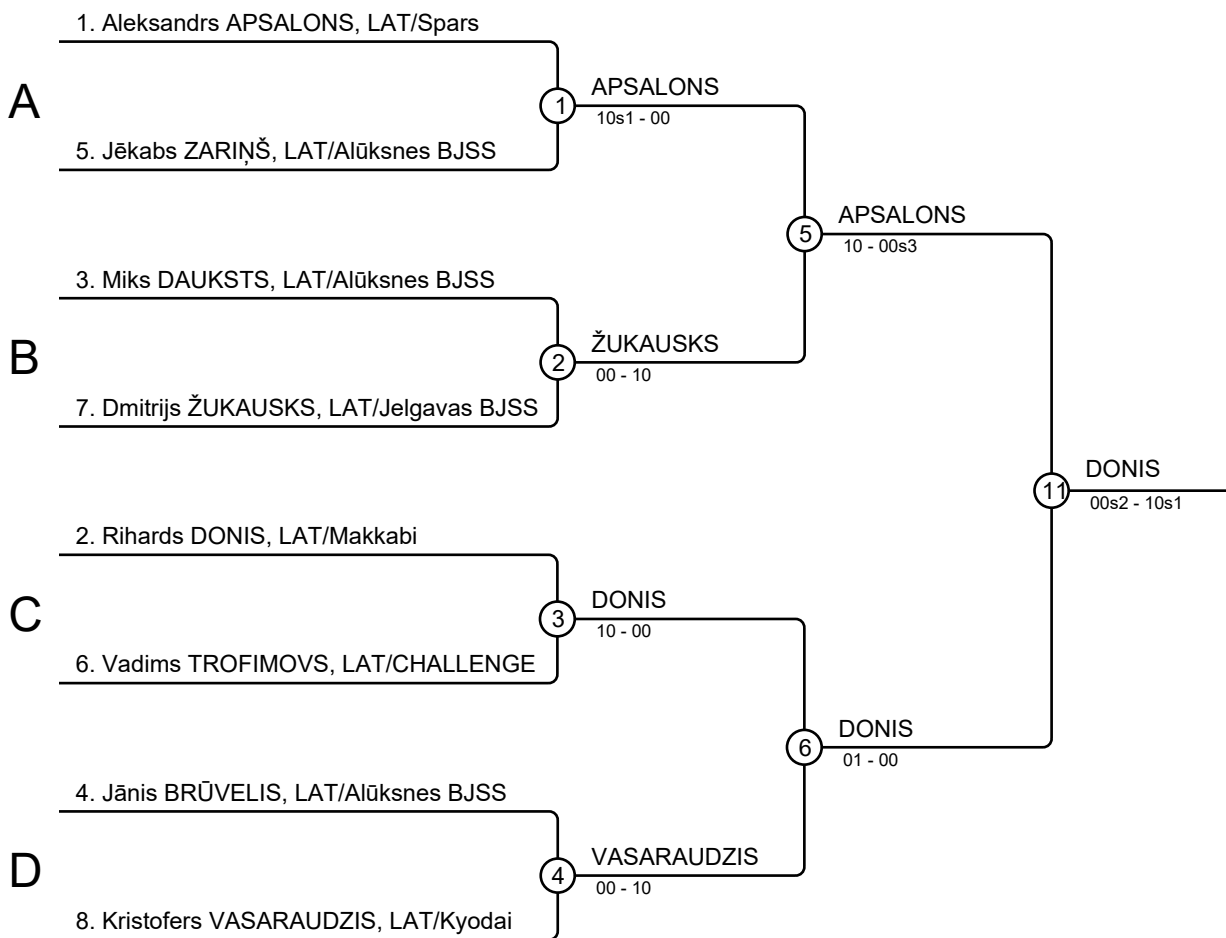 1. Aleksandrs APSALONS, LAT/Spars
A
1
APSALONS
10s1 - 00
5. Jēkabs ZARIŅŠ, LAT/Alūksnes BJSS
5
APSALONS
10 - 00s3
3. Miks DAUKSTS, LAT/Alūksnes BJSS
B
2
ŽUKAUSKS
00 - 10
7. Dmitrijs ŽUKAUSKS, LAT/Jelgavas BJSS
11
DONIS
00s2 - 10s1
2. Rihards DONIS, LAT/Makkabi
C
3
DONIS
10 - 00
6. Vadims TROFIMOVS, LAT/CHALLENGE
6
DONIS
01 - 00
4. Jānis BRŪVELIS, LAT/Alūksnes BJSS
D
4
VASARAUDZIS
00 - 10
8. Kristofers VASARAUDZIS, LAT/Kyodai